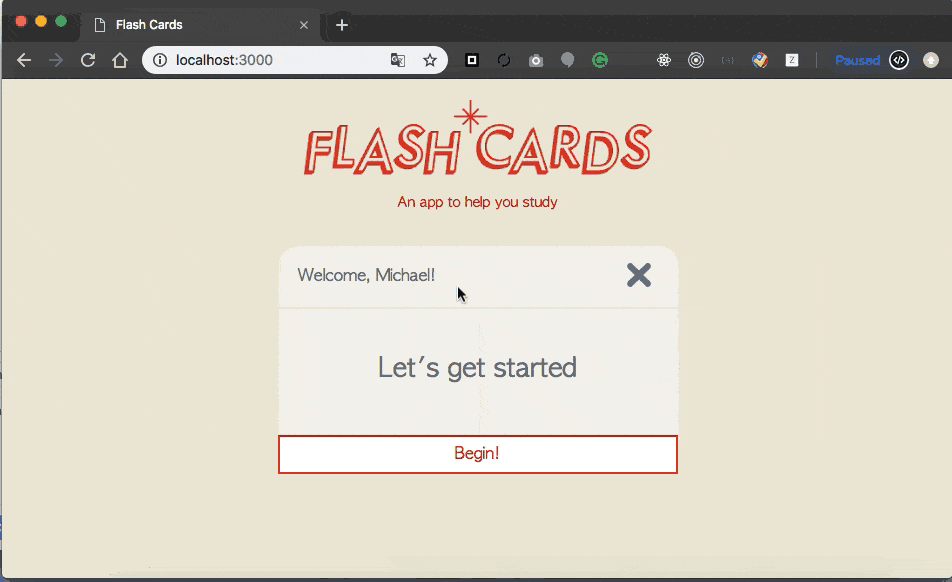 Flash Cards
localhost:3000
Paused
FLASH CARDS
An app to help you study
Welcome, Michael!
Let's get started
Begin!